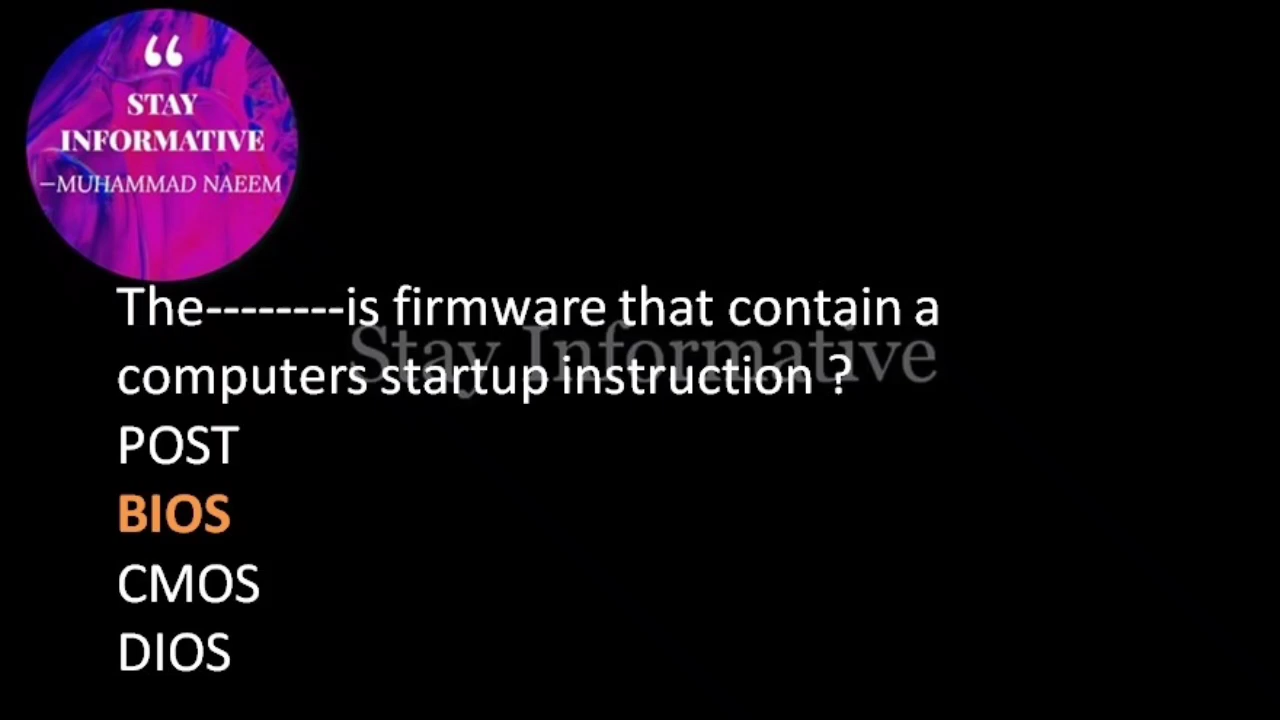 “
STAY
INFORMATIVE
–MUHAMMAD NAEEM
The--------is firmware that contain a
Stay Informative
computers startup instruction ?
POST
BIOS
CMOS
DIOS